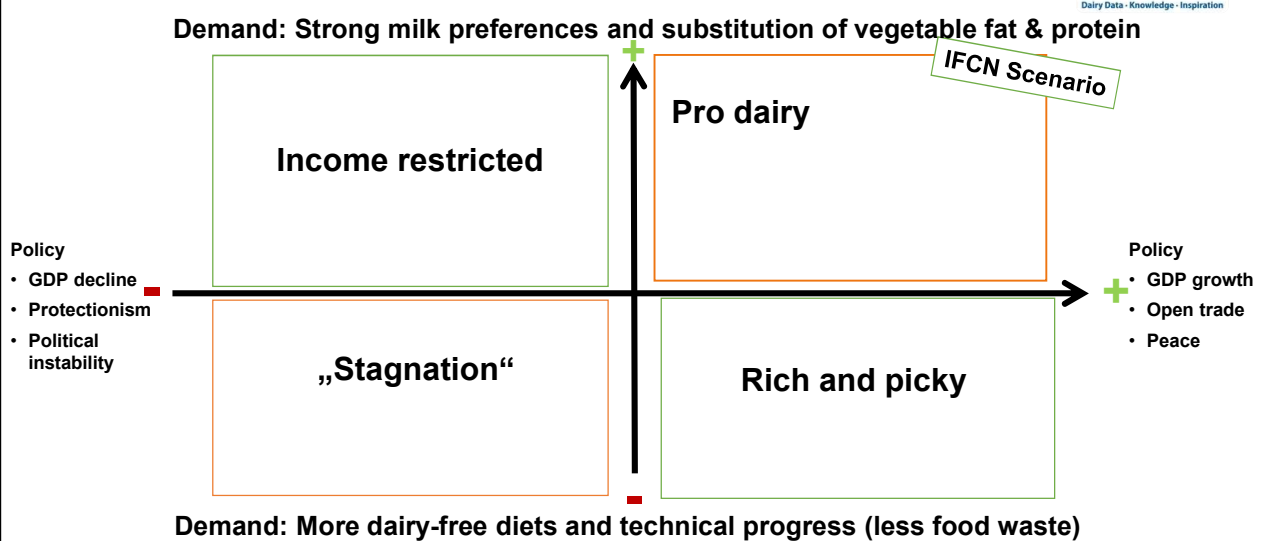 Dairy Data - Knowledge - Inspiration
Demand: Strong milk preferences and substitution of vegetable fat & protein
IFCN Scenario
Pro dairy
Income restricted
Policy
• GDP decline
• Protectionism
• Political
instability
Policy
• GDP growth
• Open trade
• Peace
„Stagnation“
Rich and picky
Demand: More dairy-free diets and technical progress (less food waste)